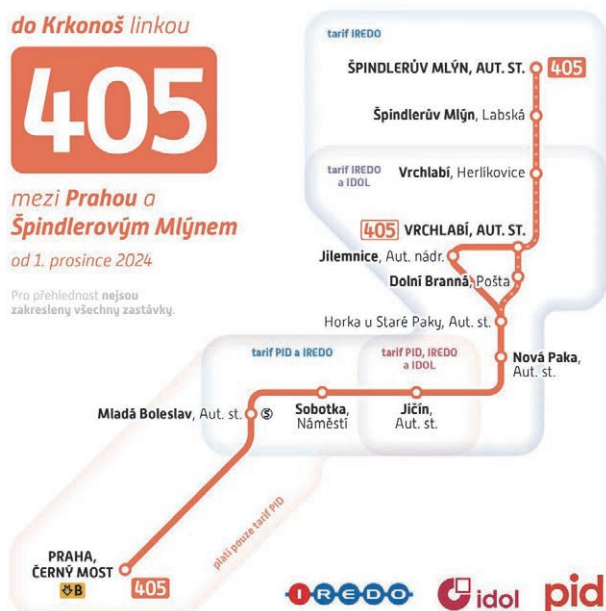 do Krkonoš linkou
405
mezi Prahou a
Špindlerovým Mlýnem
od 1. prosince 2024
Pro přehlednost nejsou
zakresleny všechny zastávky.
tarif IREDO
ŠPINDLERŮV MLÝN, AUT. ST. 405
Špindlerův Mlýn, Labská
tarif IREDO
a IDOL
Vrchlabí, Herlíkovice
405 VRCHLABÍ, AUT. ST.
Jilemnice, Aut. nádr.
Dolní Branná, Pošta
Horka u Staré Paky, Aut. st.
tarif PID a IREDO
tarif PID, IREDO
a IDOL
Nová Paka,
Aut. st.
Mladá Boleslav, Aut. st. S
Sobotka,
Náměstí
Jičín,
Aut. st.
platí pouze tarif PID
PRAHA,
ČERNÝ MOST
B
405
IREDO
idol
pid